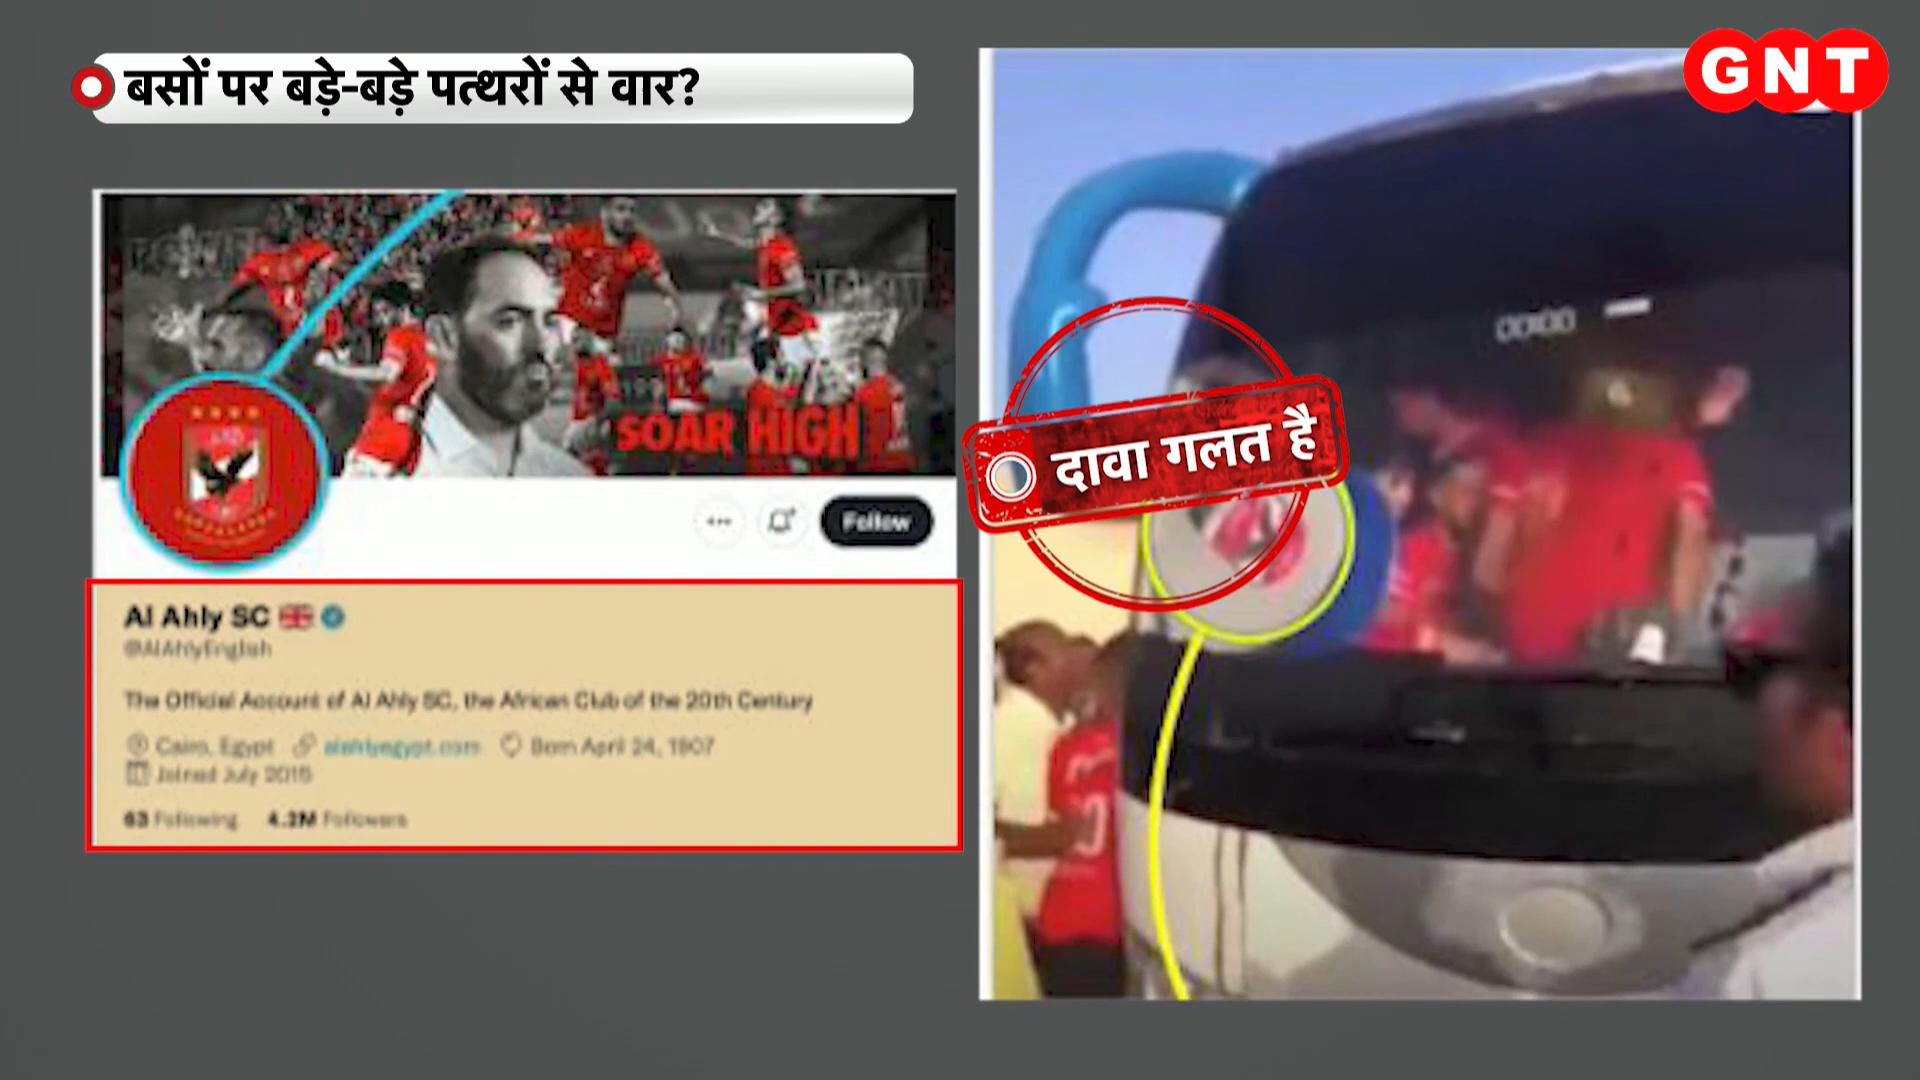 बसों पर बड़े-बड़े पत्थरों से वार?
GNT
SOAR HIGH
Follow
दावा गलत है
Al Ahly SC
@AlAhlyEnglish
The Official Account of Al Ahly SC, the African Club of the 20th Century
Cairo, Egypt alahlyegypt.com Born April 24, 1907
Joined July 2015
63 Following 4.2M Followers